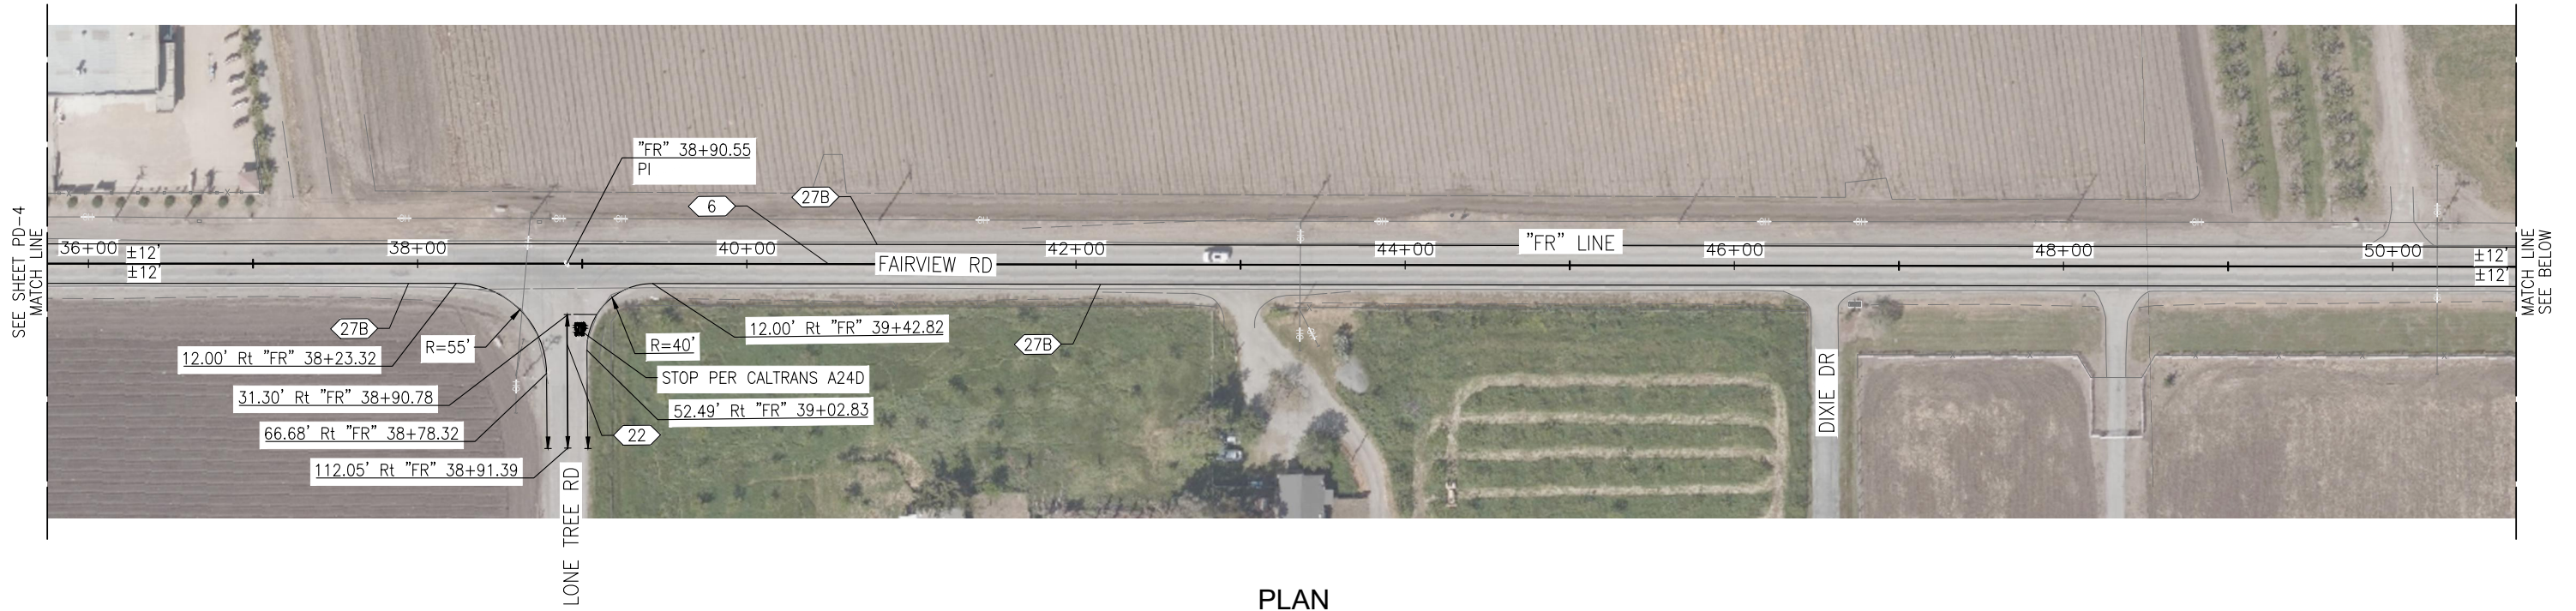 SEE SHEET PD-4
MATCH LINE
"FR" 38+90.55
PI
6
27B
36+00
38+00
40+00
42+00
44+00
"FR" LINE
46+00
48+00
50+00
±12'
±12'
FAIRVIEW RD
±12'
±12'
MATCH LINE
SEE BELOW
27B
12.00' Rt "FR" 38+23.32
R=55'
31.30' Rt "FR" 38+90.78
66.68' Rt "FR" 38+78.32
112.05' Rt "FR" 38+91.39
R=40'
12.00' Rt "FR" 39+42.82
STOP PER CALTRANS A24D
52.49' Rt "FR" 39+02.83
22
27B
LONE TREE RD
DIXIE DR
PLAN